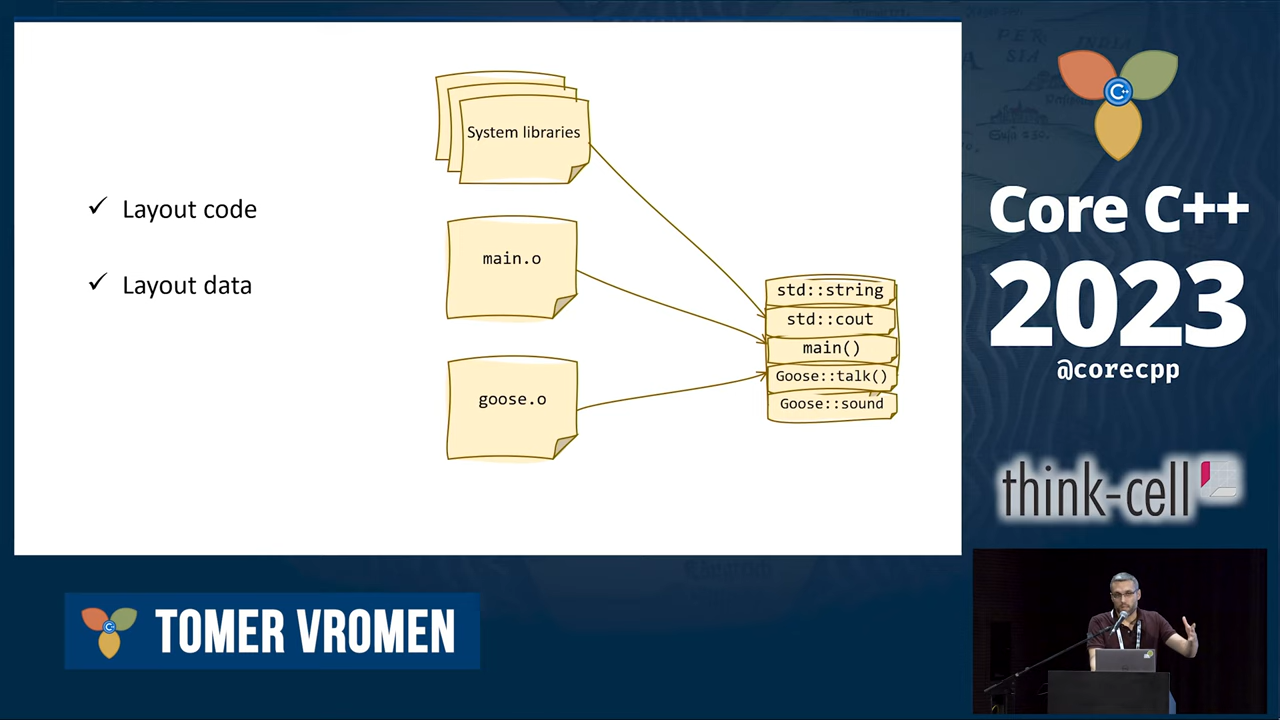 ✓ Layout code
✓ Layout data
System libraries
main.o
goose.o
std::string
std::cout
main()
Goose::talk()
Goose::sound
C++
Core C++
2023
@corecpp
think-cell
TOMER VROMEN